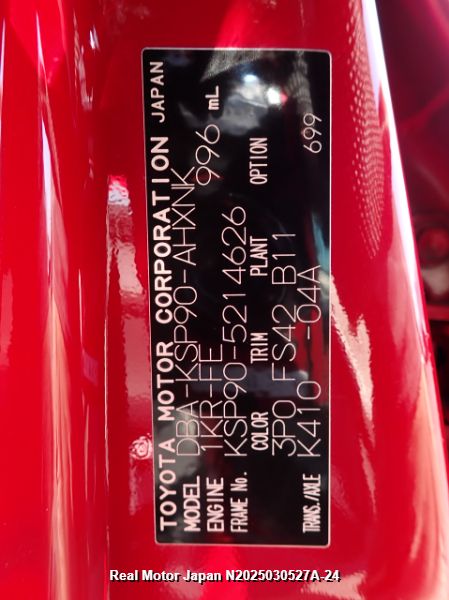 TOYOTA MOTOR CORPORATION JAPAN
MODEL DBA-KSP90-AHXNK
ENGINE 1KR-FE 996 mL
FRAME No. KSP90-5214626
COLOR TRIM PLANT OPTION
3P0 FS42 B11 699
TRANS./AXLE K410 -04A
Real Motor Japan N2025030527A-24